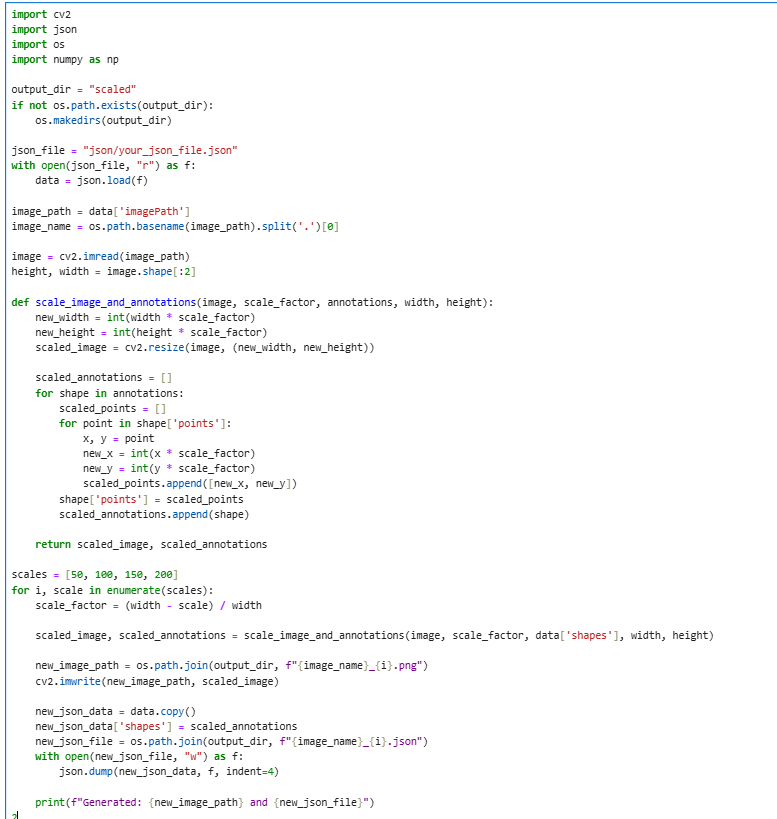 import cv2
import json
import os
import numpy as np

output_dir = "scaled"
if not os.path.exists(output_dir):
    os.makedirs(output_dir)

json_file = "json/your_json_file.json"
with open(json_file, "r") as f:
    data = json.load(f)

image_path = data['imagePath']
image_name = os.path.basename(image_path).split('.')[0]

image = cv2.imread(image_path)
height, width = image.shape[:2]

def scale_image_and_annotations(image, scale_factor, annotations, width, height):
    new_width = int(width * scale_factor)
    new_height = int(height * scale_factor)
    scaled_image = cv2.resize(image, (new_width, new_height))

    scaled_annotations = []
    for shape in annotations:
        scaled_points = []
        for point in shape['points']:
            x, y = point
            new_x = int(x * scale_factor)
            new_y = int(y * scale_factor)
            scaled_points.append([new_x, new_y])
        shape['points'] = scaled_points
        scaled_annotations.append(shape)

    return scaled_image, scaled_annotations

scales = [50, 100, 150, 200]
for i, scale in enumerate(scales):
    scale_factor = (width - scale) / width

    scaled_image, scaled_annotations = scale_image_and_annotations(image, scale_factor, data['shapes'], width, height)

    new_image_path = os.path.join(output_dir, f"{image_name}_{i}.png")
    cv2.imwrite(new_image_path, scaled_image)

    new_json_data = data.copy()
    new_json_data['shapes'] = scaled_annotations
    new_json_file = os.path.join(output_dir, f"{image_name}_{i}.json")
    with open(new_json_file, "w") as f:
        json.dump(new_json_data, f, indent=4)

    print(f"Generated: {new_image_path} and {new_json_file}")
2